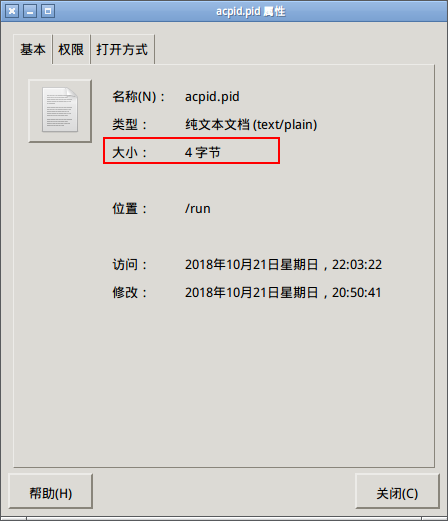 acpid.pid 属性
基本 权限 打开方式
名称(N)： acpid.pid
类型： 纯文本文档 (text/plain)
大小： 4 字节
位置： /run
访问： 2018年10月21日星期日，22:03:22
修改： 2018年10月21日星期日，20:50:41
帮助(H) 关闭(C)